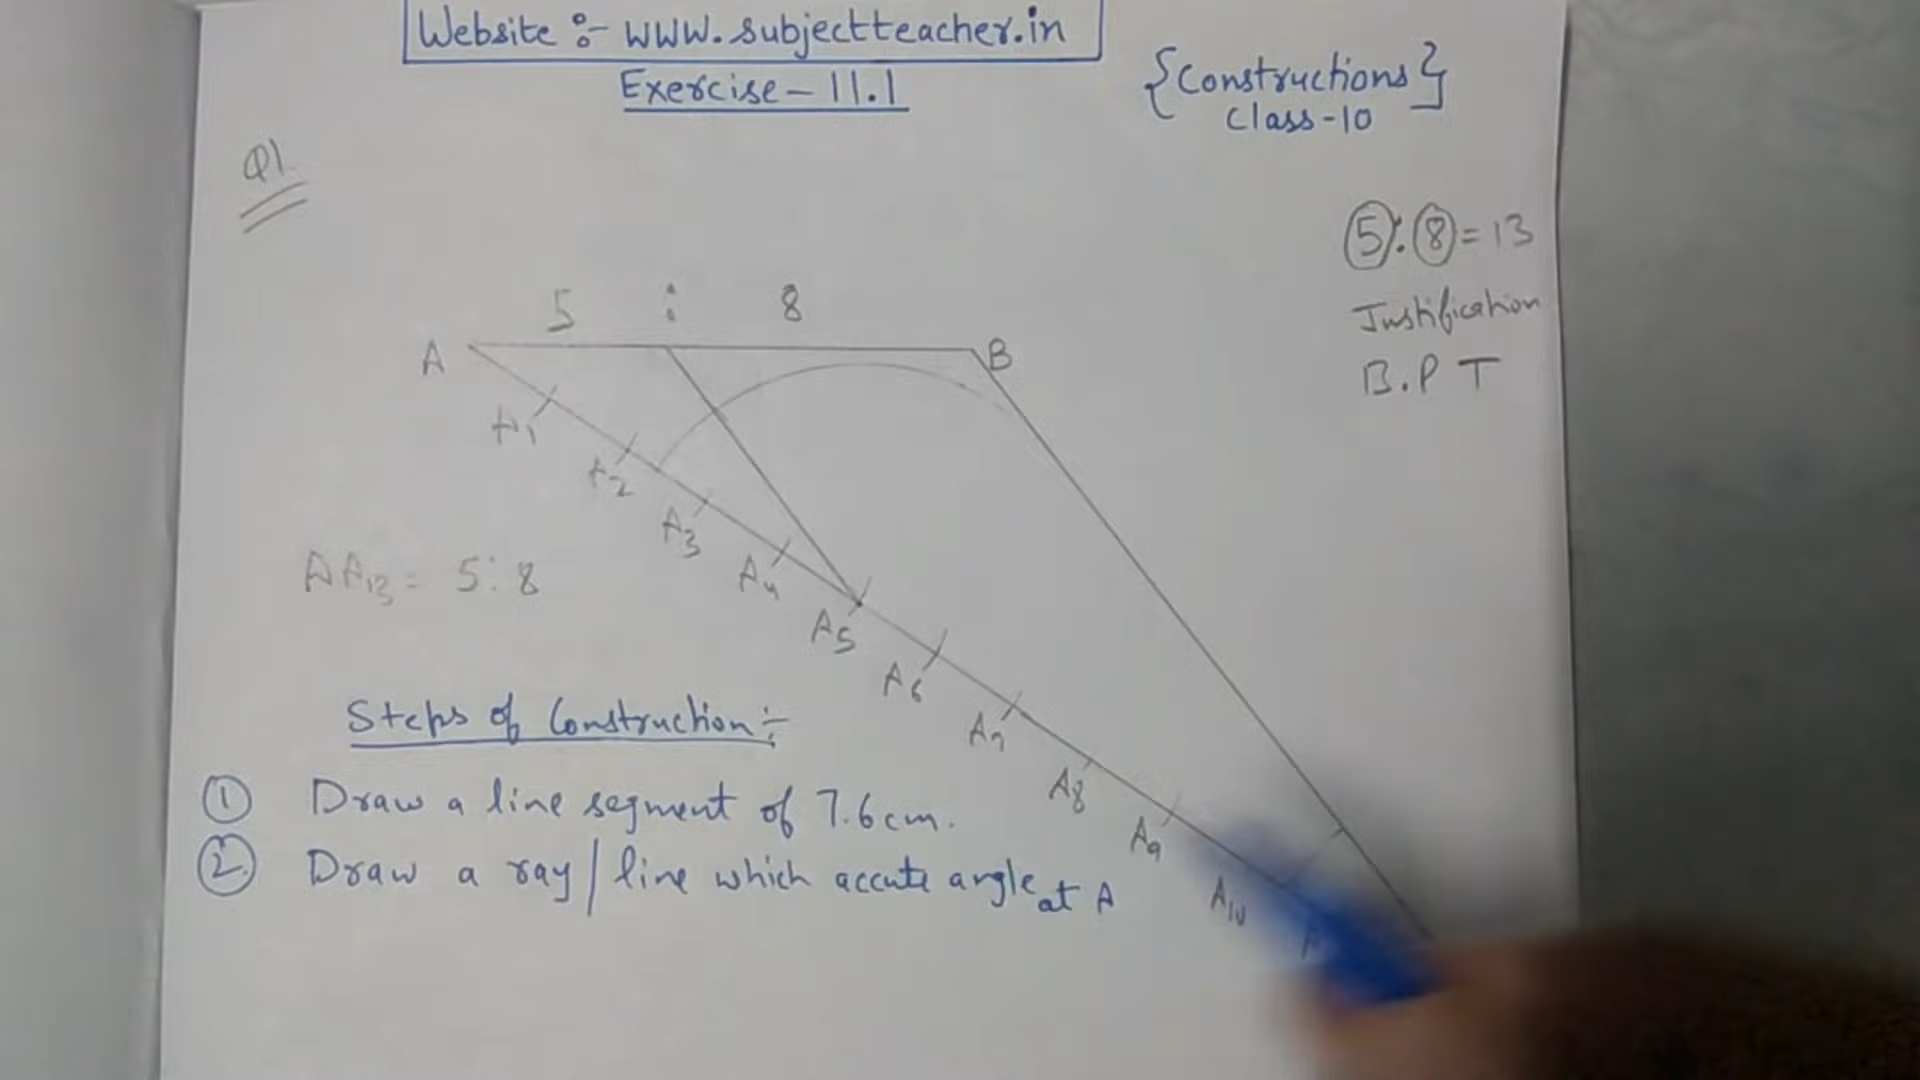 Website :- www.subjectteacher.in
Exercise - 11.1
{Constructions}
Class-10
Q1.
5 : 8 = 13
Justification
B.P T
5 : 8
A
B
A1
A2
A3
A4
A5
A6
A7
A8
A9
A10
AA13 = 5:8
Steps of Construction:-
1 Draw a line segment of 7.6cm.
2. Draw a ray/line which accute angle at A